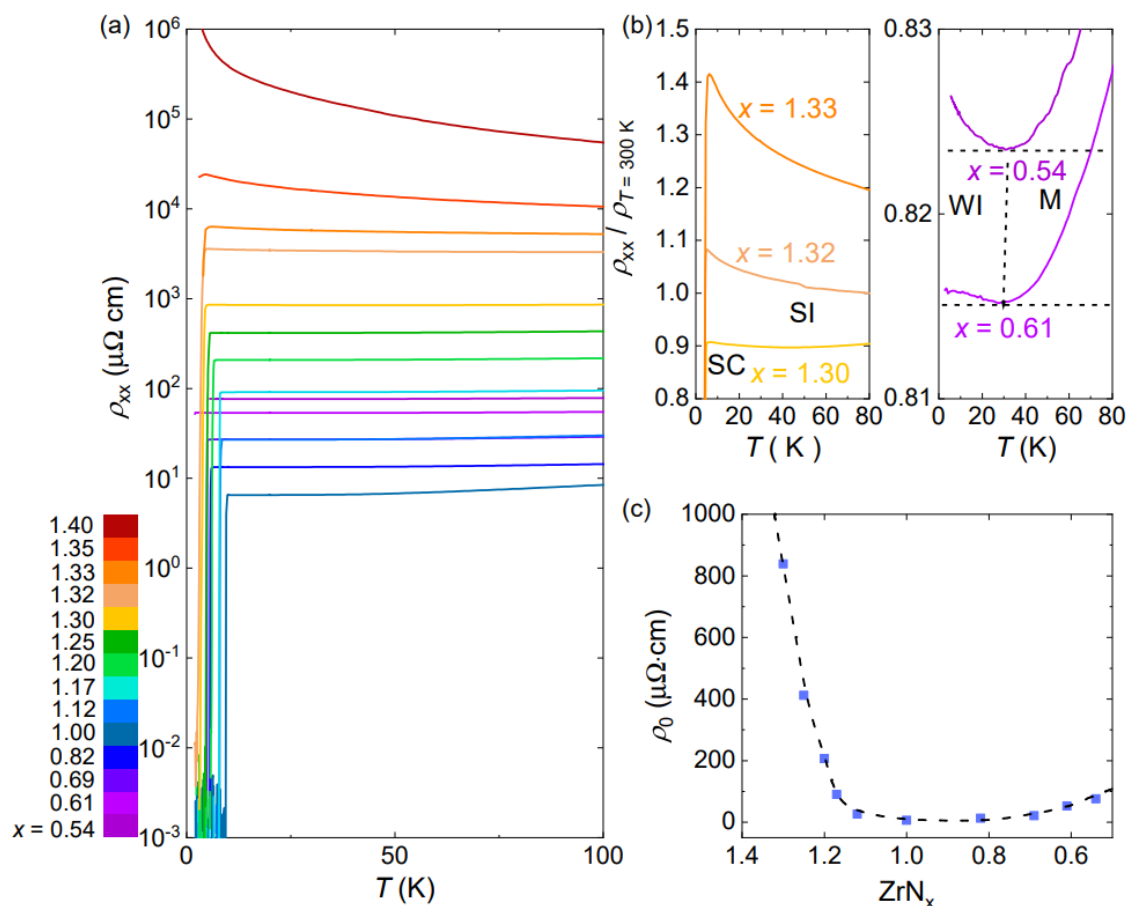 (a)
10^6
10^5
10^4
10^3
10^2
10^1
10^0
10^-1
10^-2
10^-3
ρxx (μΩ cm)
0
50
100
T (K)
1.40
1.35
1.33
1.32
1.30
1.25
1.20
1.17
1.12
1.00
0.82
0.69
0.61
x = 0.54
(b)
1.5
1.4
1.3
1.2
1.1
1.0
0.9
0.8
ρxx / ρT = 300 K
x = 1.33
x = 1.32
SI
SC
x = 1.30
0 20 40 60 80
T ( K )
0.83
0.82
0.81
x = 0.54
WI
M
x = 0.61
0 20 40 60 80
T (K)
(c)
1000
800
600
400
200
0
ρ0 (μΩ·cm)
1.4 1.2 1.0 0.8 0.6
ZrNx